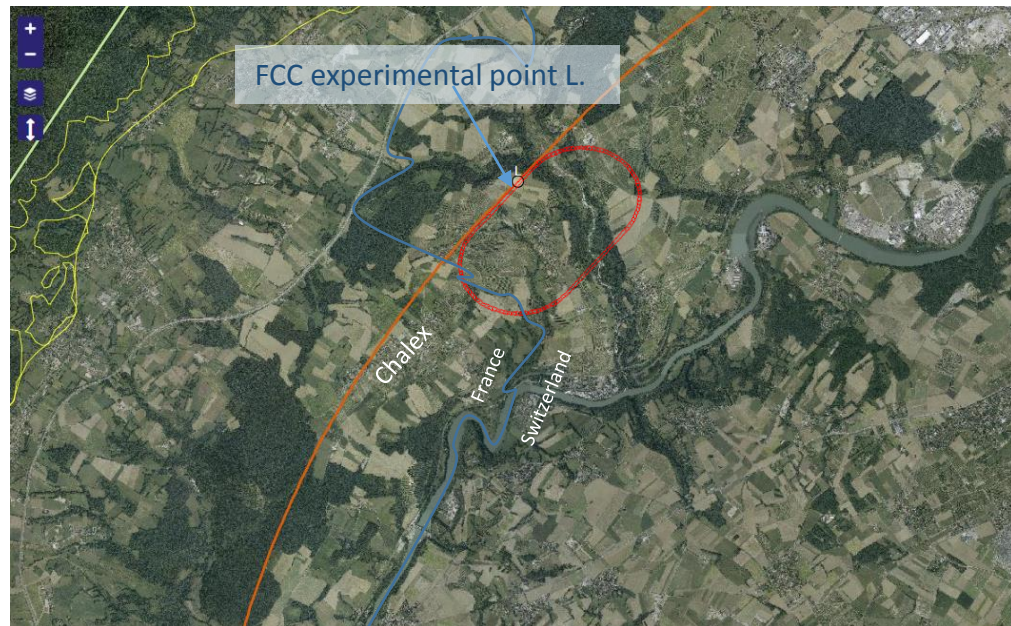 +
−
FCC experimental point L.
L
Chalex
France
Switzerland